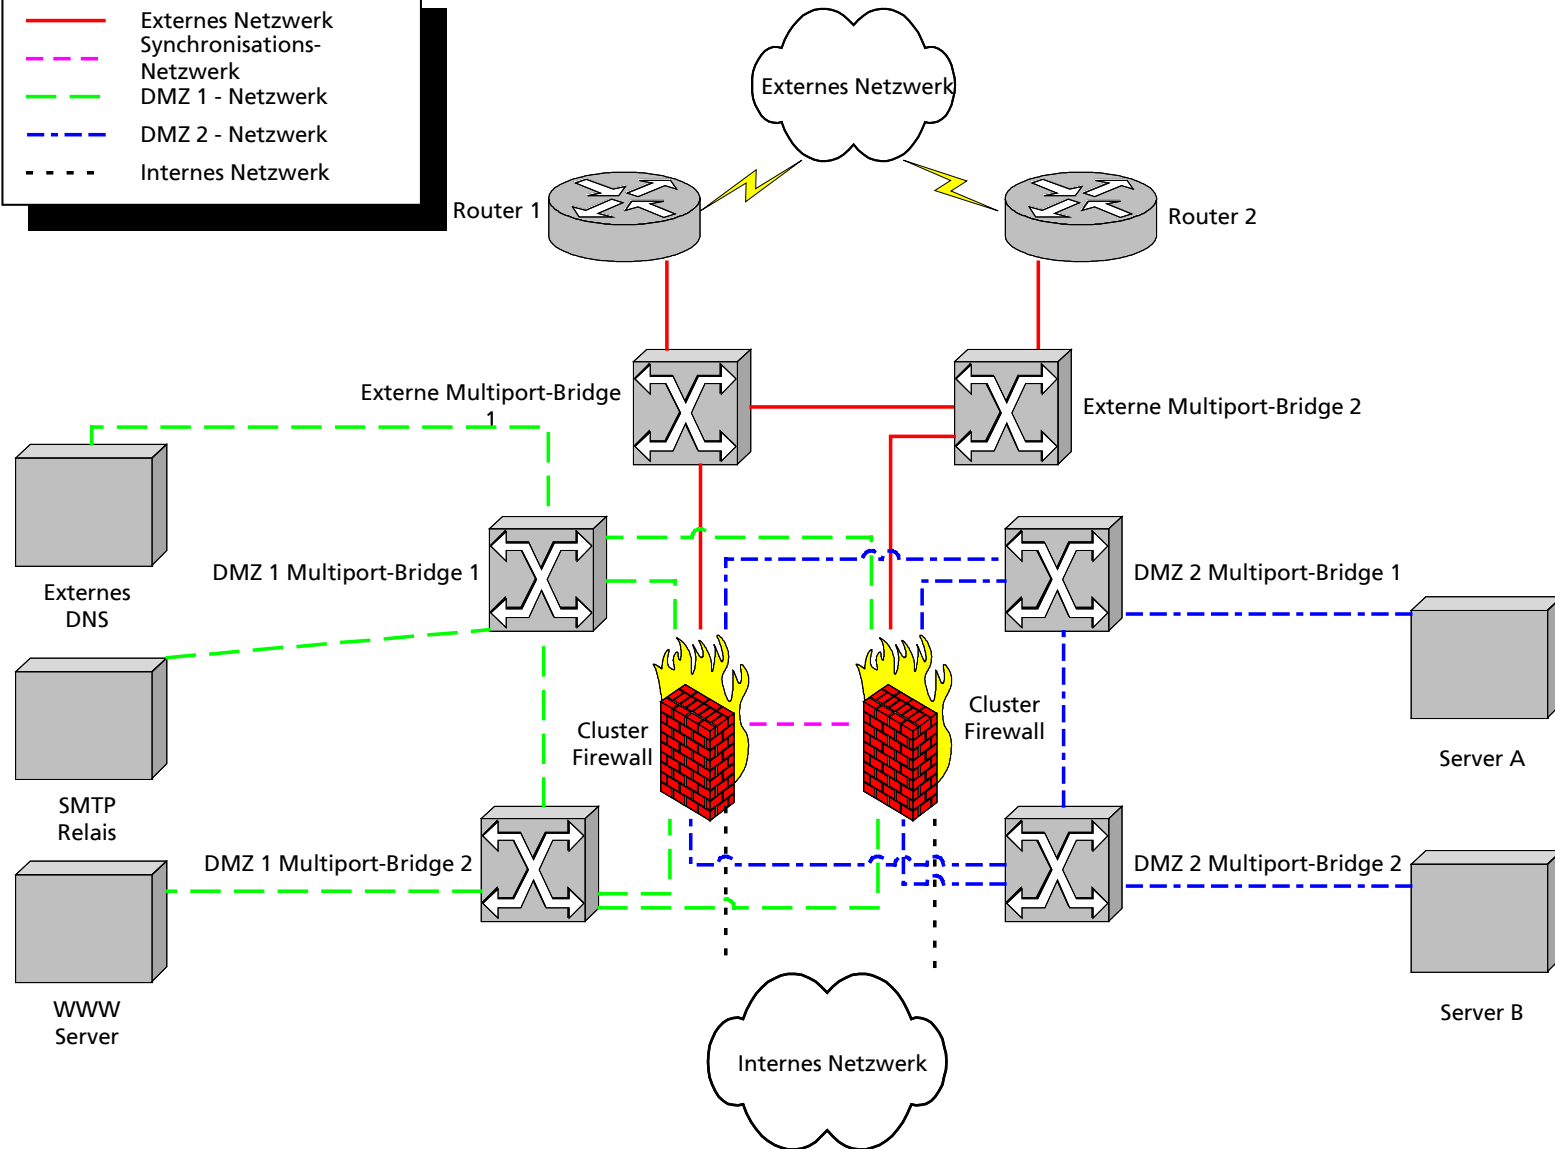 Externes Netzwerk
Synchronisations-
Netzwerk
DMZ 1 - Netzwerk
DMZ 2 - Netzwerk
Internes Netzwerk
Externes Netzwerk
Router 1
Router 2
Externe Multiport-Bridge
1
Externe Multiport-Bridge 2
Externes
DNS
DMZ 1 Multiport-Bridge 1
DMZ 2 Multiport-Bridge 1
Cluster
Firewall
Cluster
Firewall
Server A
SMTP
Relais
DMZ 1 Multiport-Bridge 2
DMZ 2 Multiport-Bridge 2
WWW
Server
Server B
Internes Netzwerk